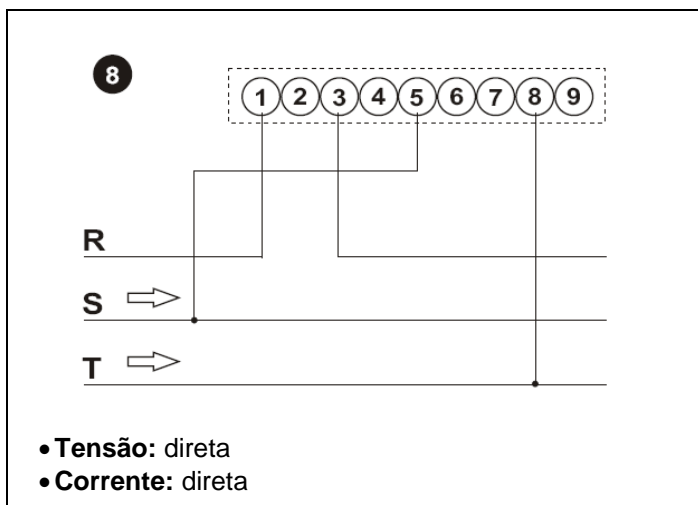 8
1 2 3 4 5 6 7 8 9
R
S
T
• Tensão: direta
• Corrente: direta